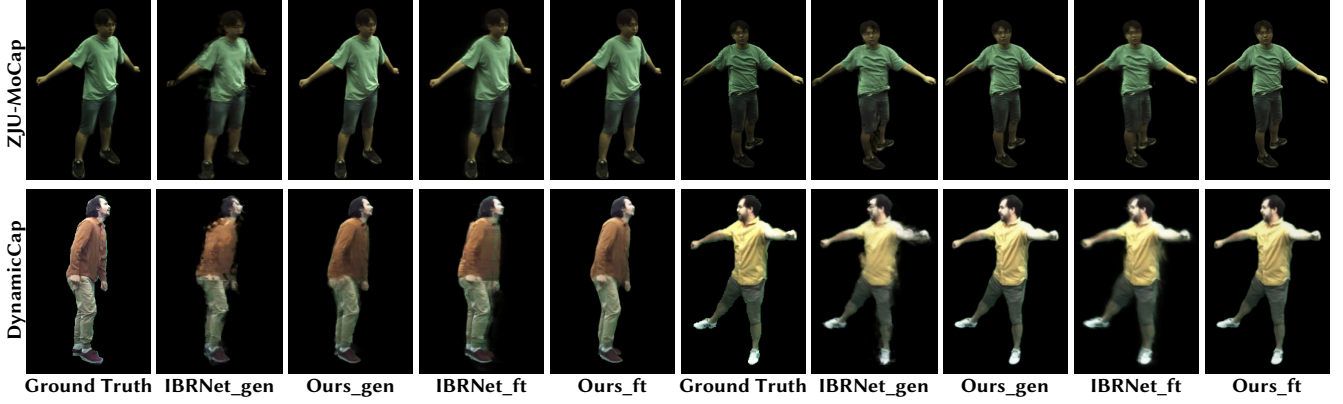 ZJU-MoCap
DynamicCap
Ground Truth IBRNet_gen Ours_gen IBRNet_ft Ours_ft Ground Truth IBRNet_gen Ours_gen IBRNet_ft Ours_ft